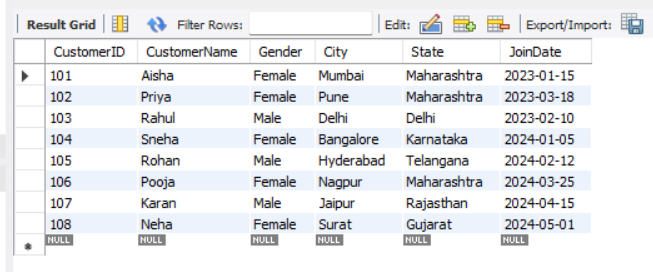 Result Grid Filter Rows: Edit: Export/Import:
CustomerID CustomerName Gender City State JoinDate
101 Aisha Female Mumbai Maharashtra 2023-01-15
102 Priya Female Pune Maharashtra 2023-03-18
103 Rahul Male Delhi Delhi 2023-02-10
104 Sneha Female Bangalore Karnataka 2024-01-05
105 Rohan Male Hyderabad Telangana 2024-02-12
106 Pooja Female Nagpur Maharashtra 2024-03-25
107 Karan Male Jaipur Rajasthan 2024-04-15
108 Neha Female Surat Gujarat 2024-05-01
NULL NULL NULL NULL NULL NULL